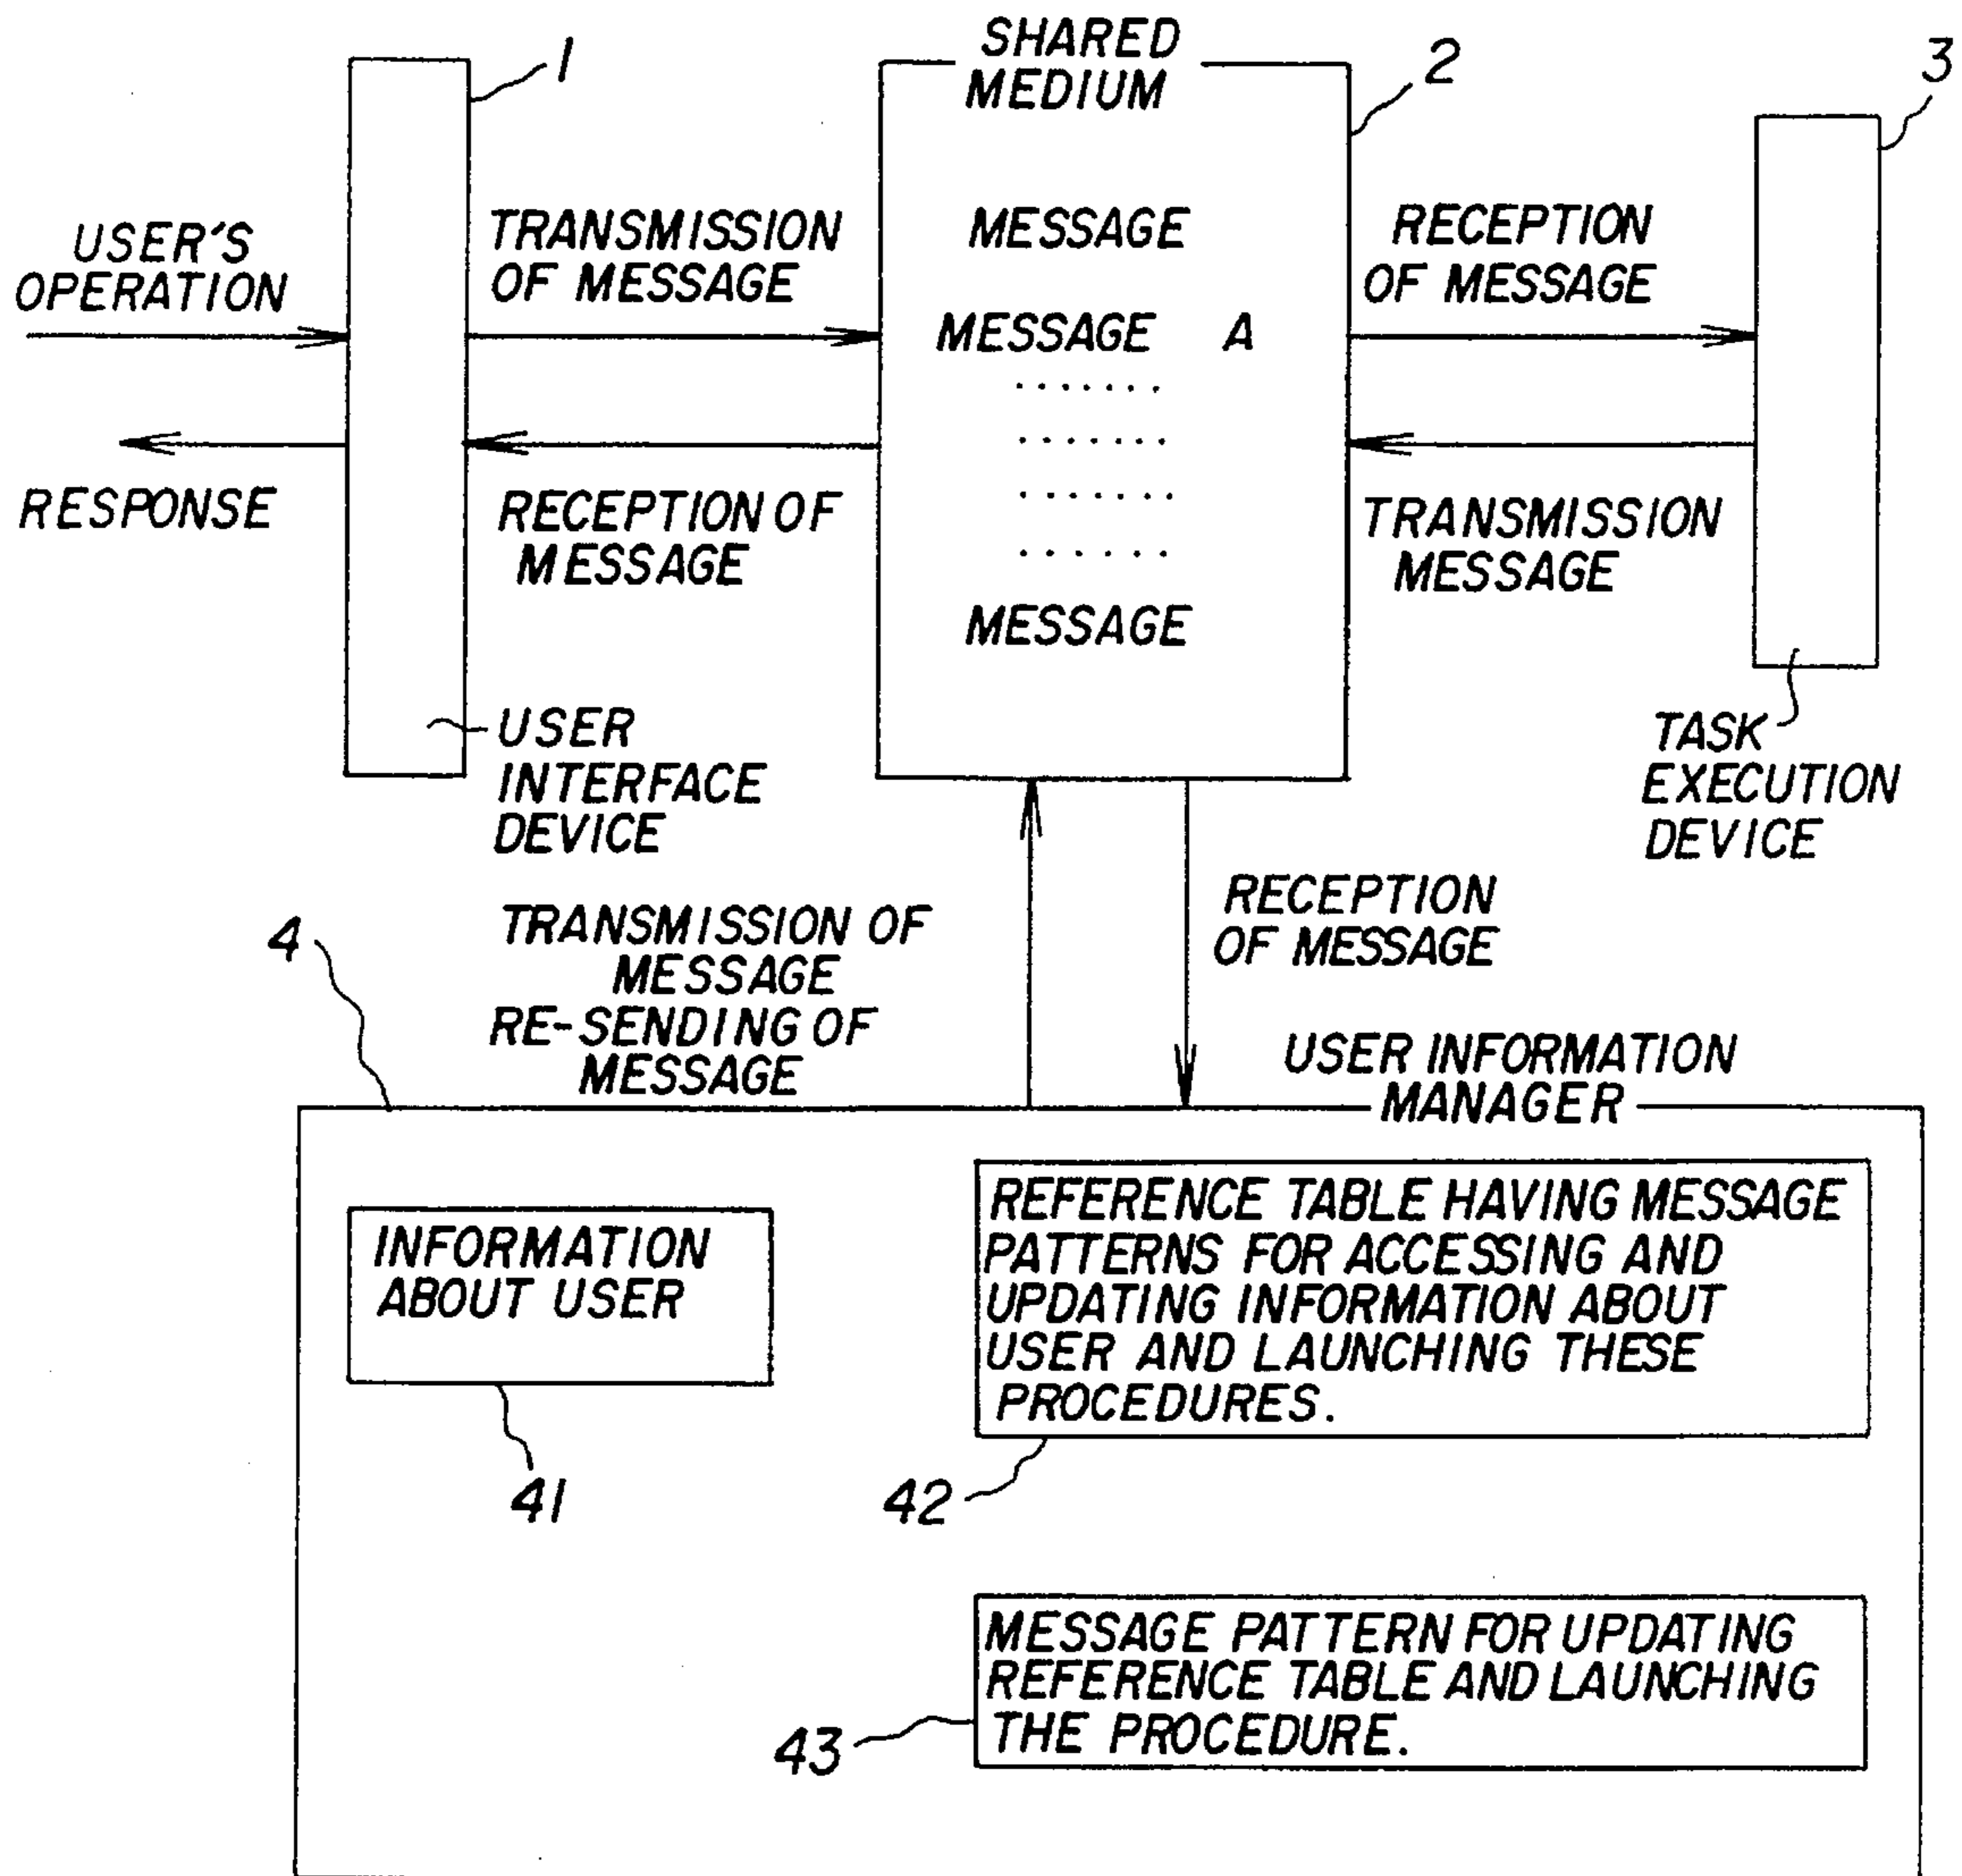 1
SHARED
MEDIUM
2
3
USER'S
OPERATION
TRANSMISSION
OF MESSAGE
MESSAGE
MESSAGE A
.......
.......
.......
.......
MESSAGE
RECEPTION
OF MESSAGE
RESPONSE
RECEPTION OF
MESSAGE
TRANSMISSION
MESSAGE
USER
INTERFACE
DEVICE
TASK
EXECUTION
DEVICE
4
TRANSMISSION OF
MESSAGE
RE-SENDING OF
MESSAGE
RECEPTION
OF MESSAGE
USER INFORMATION
MANAGER
INFORMATION
ABOUT USER
41
REFERENCE TABLE HAVING MESSAGE
PATTERNS FOR ACCESSING AND
UPDATING INFORMATION ABOUT
USER AND LAUNCHING THESE
PROCEDURES.
42
MESSAGE PATTERN FOR UPDATING
REFERENCE TABLE AND LAUNCHING
THE PROCEDURE.
43